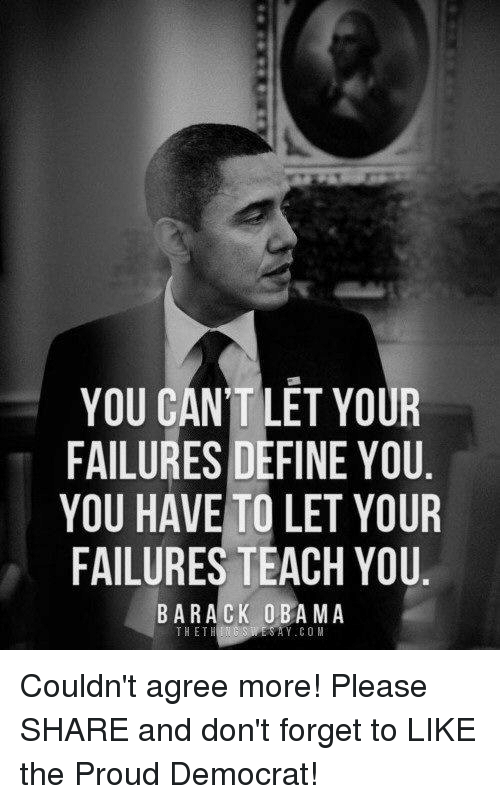 YOU CAN'T LET YOUR
FAILURES DEFINE YOU.
YOU HAVE TO LET YOUR
FAILURES TEACH YOU.
BARACK OBAMA
THETHINGSWESAY.COM
Couldn't agree more! Please
SHARE and don't forget to LIKE
the Proud Democrat!